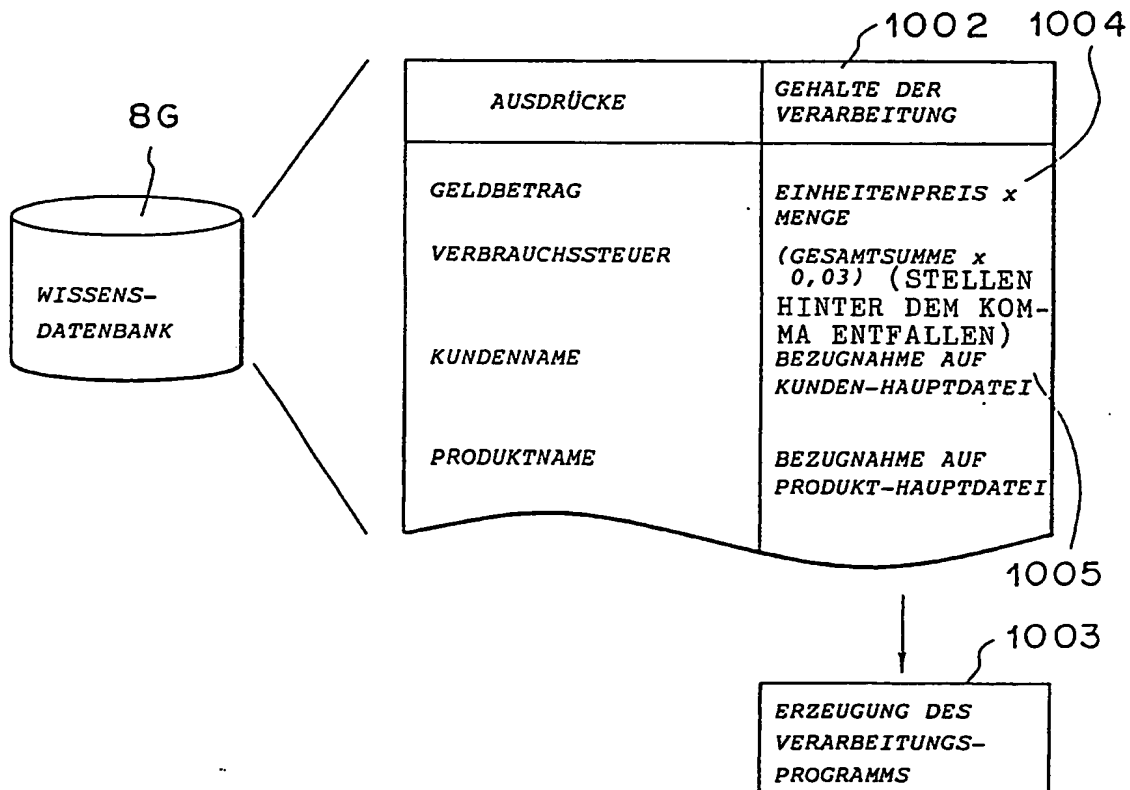 1002
1004
8G
AUSDRÜCKE
GEHALTE DER
VERARBEITUNG
GELDBETRAG
EINHEITENPREIS x
MENGE
VERBRAUCHSSTEUER
(GESAMTSUMME x
0,03) (STELLEN
HINTER DEM KOM-
MA ENTFALLEN)
KUNDENNAME
BEZUGNAHME AUF
KUNDEN-HAUPTDATEI
PRODUKTNAME
BEZUGNAHME AUF
PRODUKT-HAUPTDATEI
WISSENS-
DATENBANK
1005
1003
ERZEUGUNG DES
VERARBEITUNGS-
PROGRAMMS